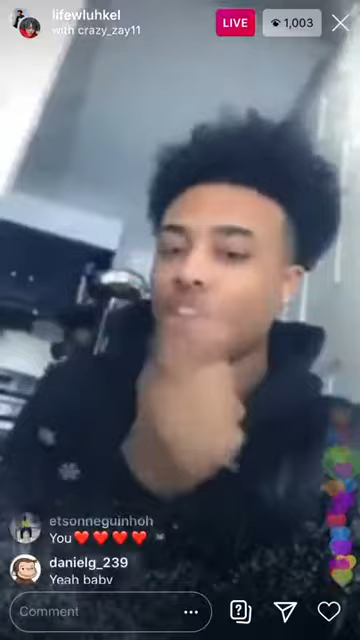 lifewluhkel
with crazy_zay11
LIVE
1,003
etsonneguinhoh
You❤️❤️❤️❤️
danielg_239
Yeah baby
Comment